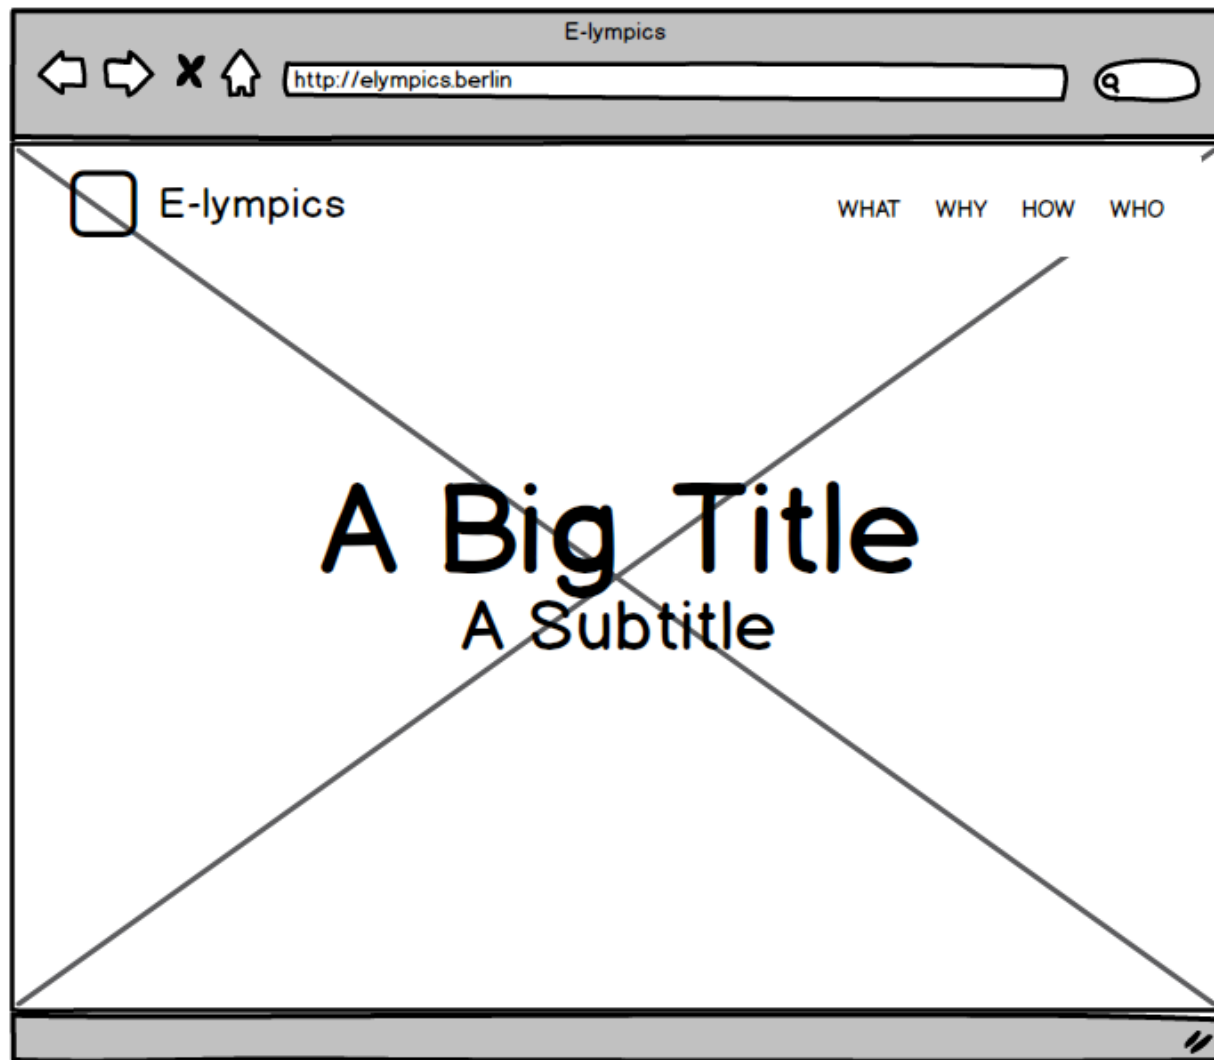 E-lympics
http://elympics.berlin
E-lympics
WHAT WHY HOW WHO
A Big Title
A Subtitle